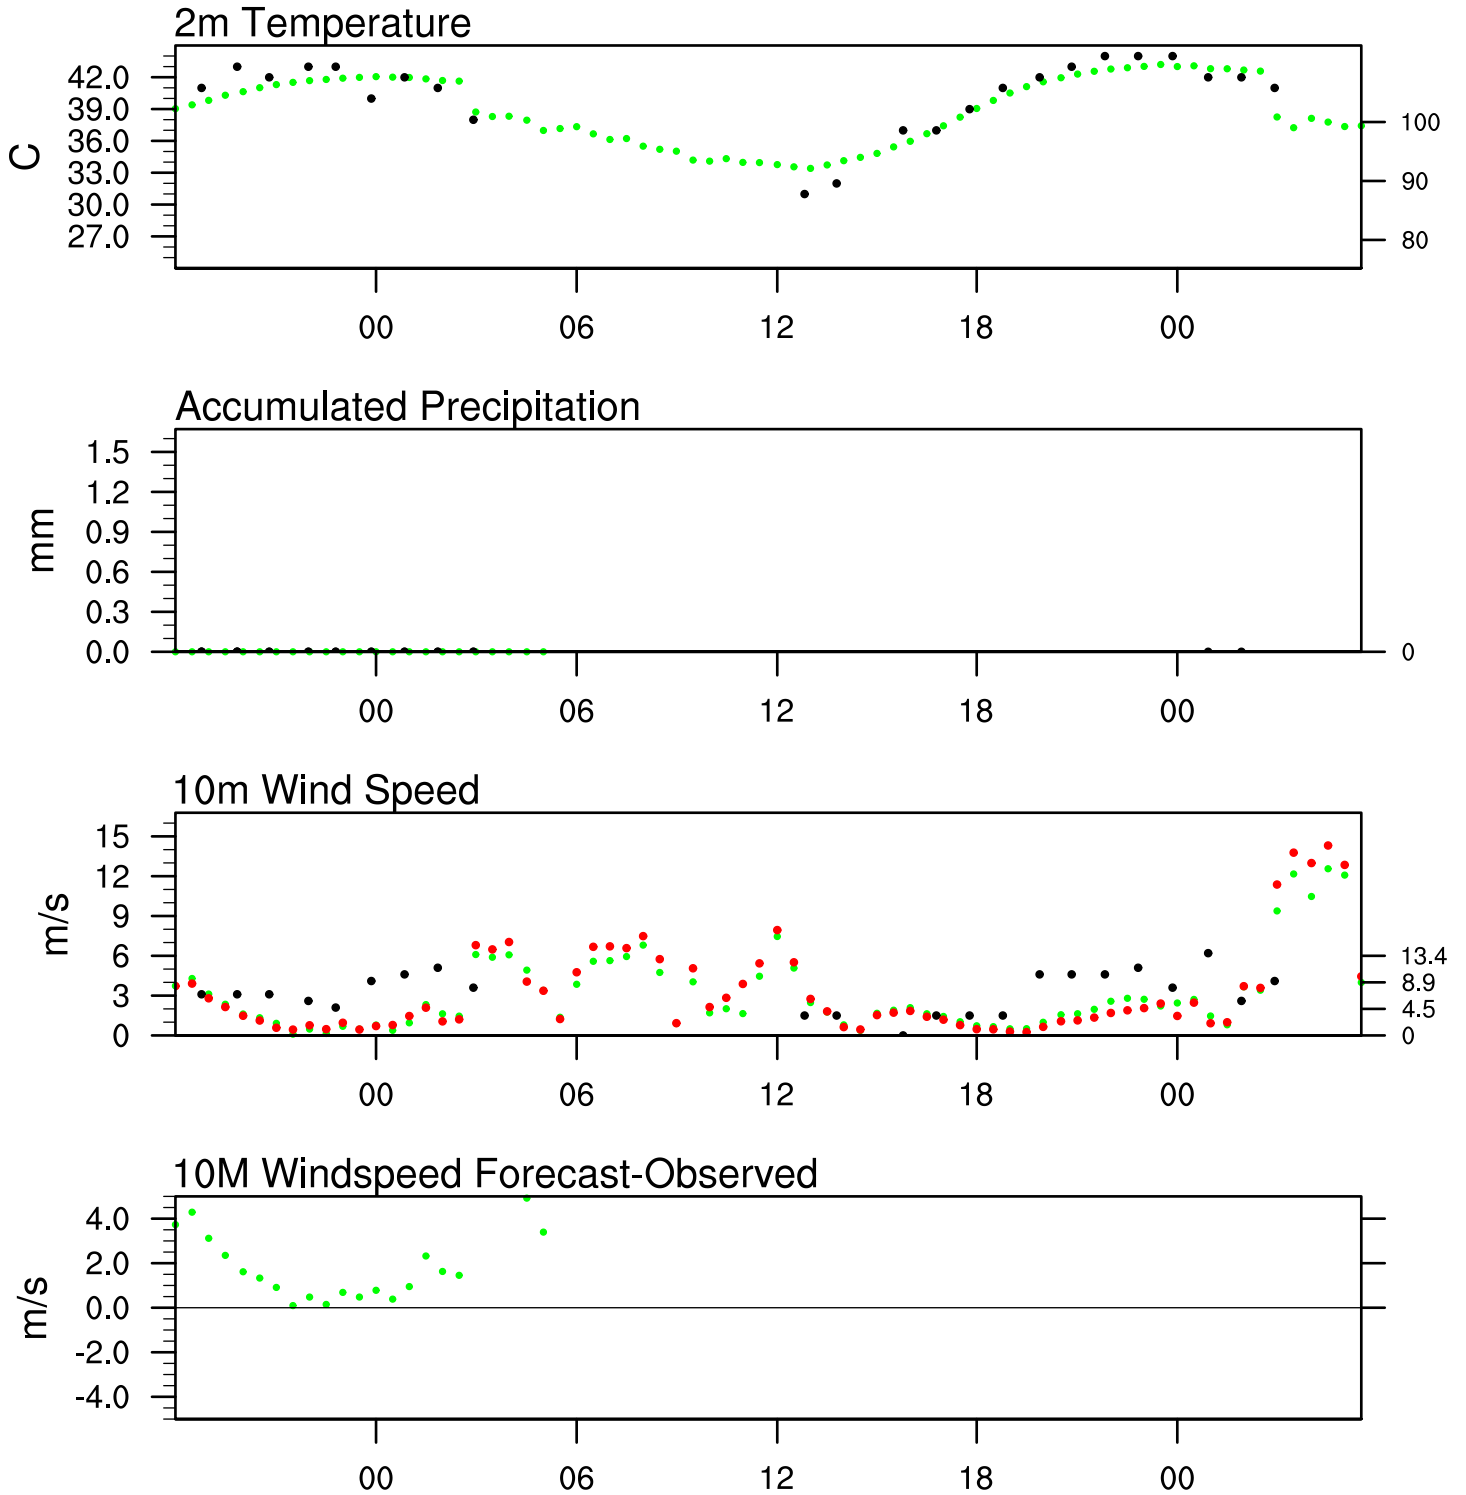 2m Temperature
C
42.0
39.0
36.0
33.0
30.0
27.0
100
90
80
00 06 12 18 00
Accumulated Precipitation
mm
1.5
1.2
0.9
0.6
0.3
0.0
0
00 06 12 18 00
10m Wind Speed
m/s
15
12
9
6
3
0
13.4
8.9
4.5
0
00 06 12 18 00
10M Windspeed Forecast-Observed
m/s
4.0
2.0
0.0
-2.0
-4.0
00 06 12 18 00